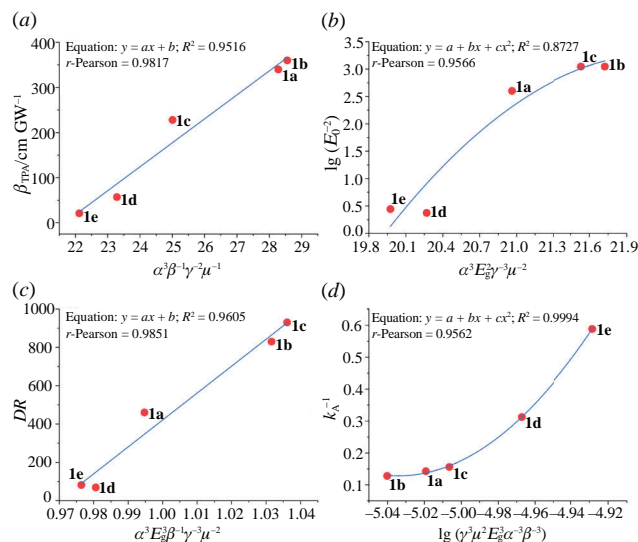 (a)
Equation: y = ax + b; R² = 0.9516
r-Pearson = 0.9817
β_TPA/cm GW⁻¹
400
300
200
100
0
1b
1a
1c
1d
1e
22 23 24 25 26 27 28 29
α³β⁻¹γ⁻²μ⁻¹
(b)
Equation: y = a + bx + cx²; R² = 0.8727
r-Pearson = 0.9566
lg (E₀⁻²)
3.5
3.0
2.5
2.0
1.5
1.0
0.5
0.0
1c
1b
1a
1e
1d
19.8 20.1 20.4 20.7 21.0 21.3 21.6 21.9
α³E_g²γ⁻³μ⁻²
(c)
Equation: y = ax + b; R² = 0.9605
r-Pearson = 0.9851
DR
1000
800
600
400
200
0
1c
1b
1a
1e
1d
0.97 0.98 0.99 1.00 1.01 1.02 1.03 1.04
α³E_g³β⁻¹γ⁻³μ⁻²
(d)
Equation: y = a + bx + cx²; R² = 0.9994
r-Pearson = 0.9562
k_A⁻¹
0.6
0.5
0.4
0.3
0.2
0.1
1e
1d
1b
1a
1c
−5.04 −5.02 −5.00 −4.98 −4.96 −4.94 −4.92
lg (γ³μ²E_g³α⁻³β⁻³)